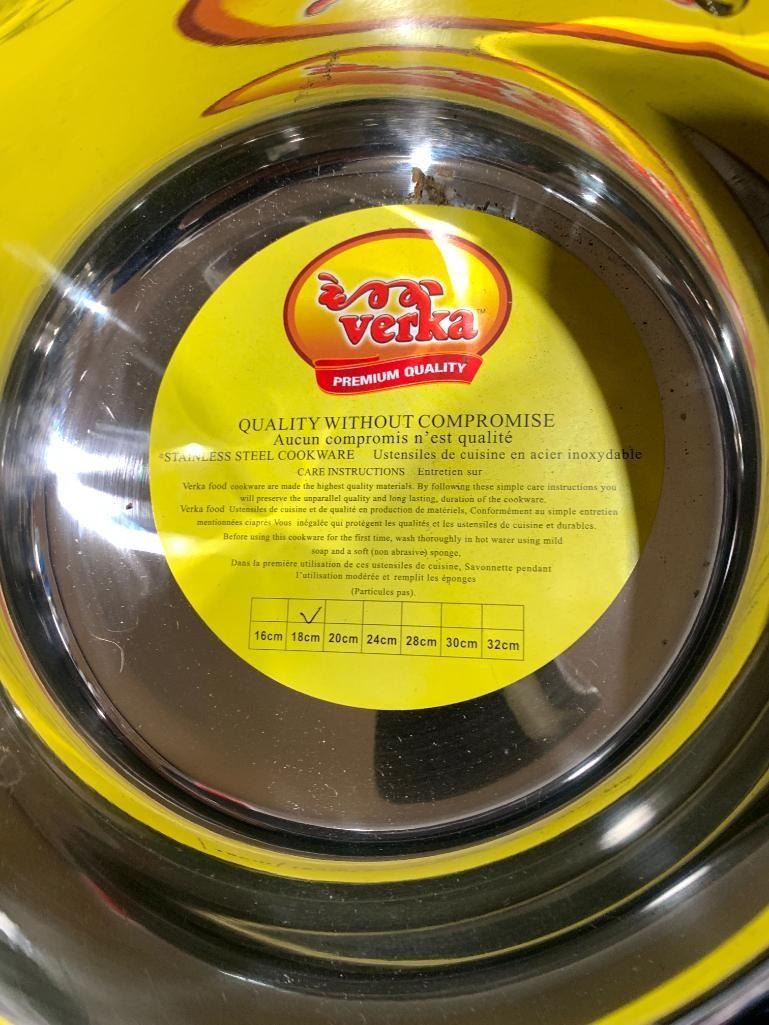 ਵੇਰਕਾ
verka™
PREMIUM QUALITY
QUALITY WITHOUT COMPROMISE
Aucun compromis n'est qualité
STAINLESS STEEL COOKWARE Ustensiles de cuisine en acier inoxydable
CARE INSTRUCTIONS Entretien sur
Verka food cookware are made the highest quality materials. By following these simple care instructions you
will preserve the unparallel quality and long lasting, duration of the cookware.
Verka food Ustensiles de cuisine et de qualité en production de matériels, Conformément au simple entretien
mentionnées ciaprès Vous inégalée qui protègent les qualités et les ustensiles de cuisine et durables.
Before using this cookware for the first time, wash thoroughly in hot warer using mild
soap and a soft (non abrasive) sponge,
Dans la première utilisation de ces ustensiles de cuisine, Savonnette pendant
l'utilisation modérée et remplit les éponges
(Particules pas).
✓
16cm 18cm 20cm 24cm 28cm 30cm 32cm